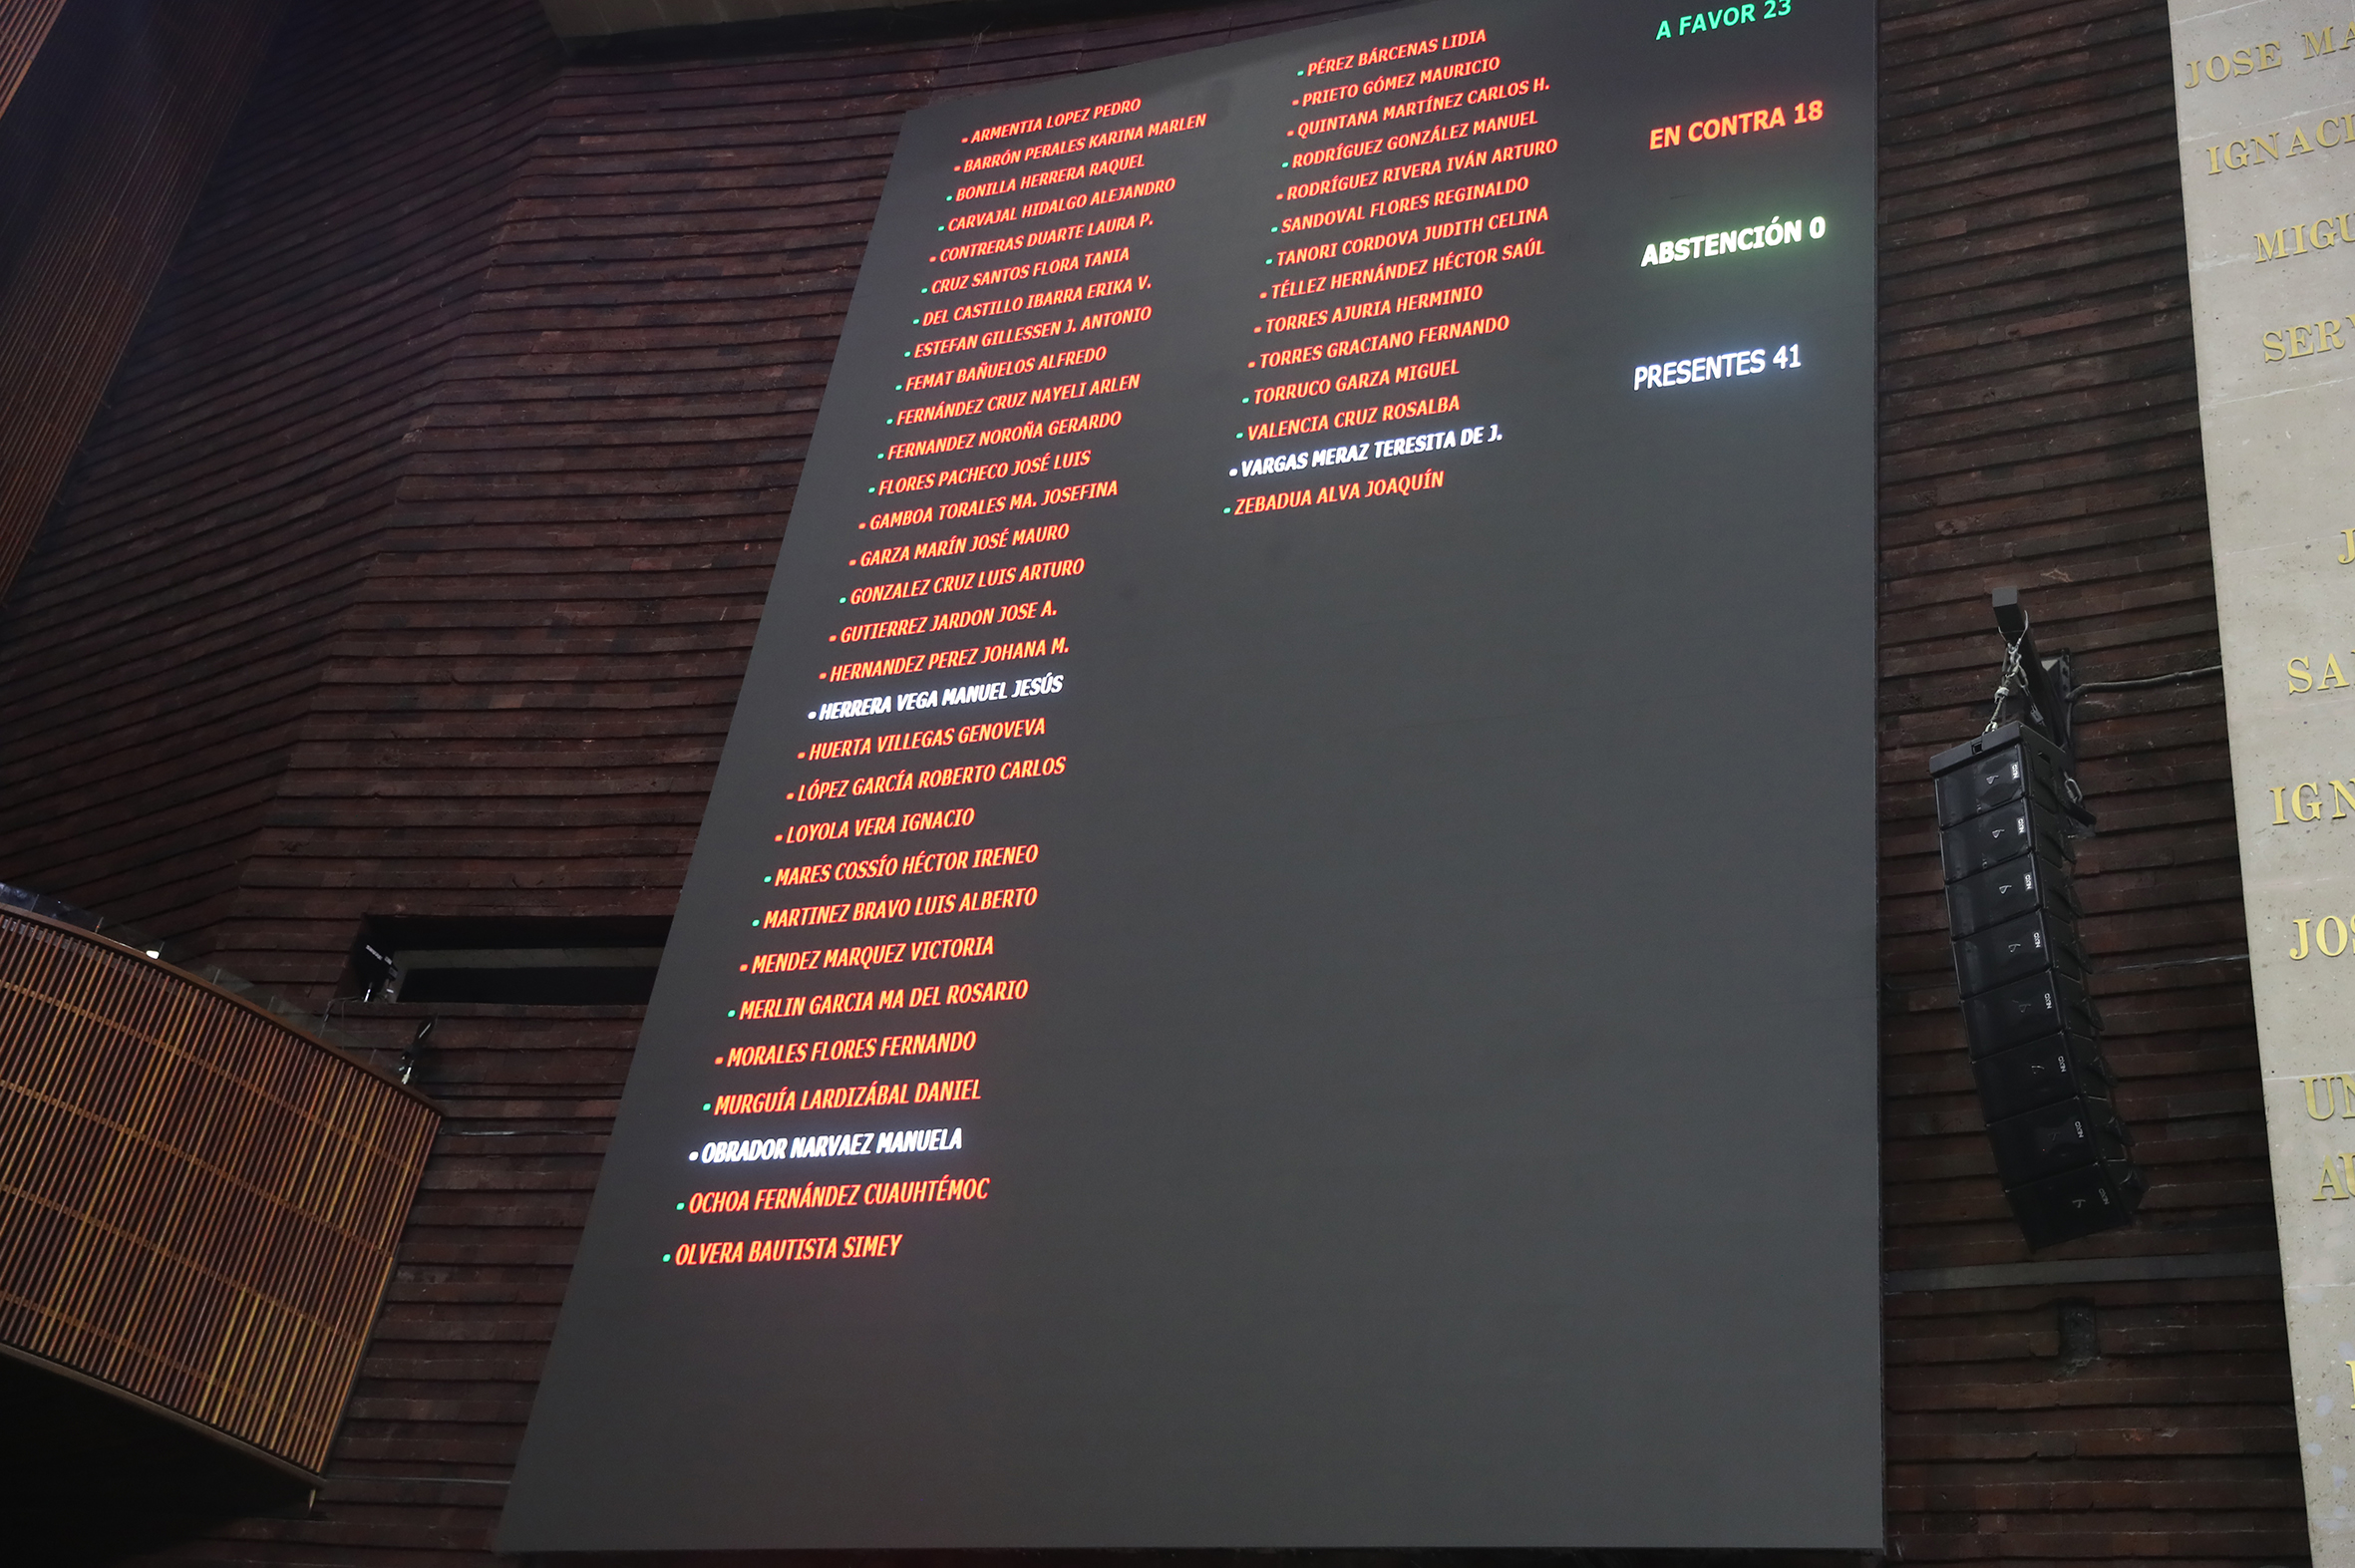 • ARMENTIA LOPEZ PEDRO
• BARRÓN PERALES KARINA MARLEN
• BONILLA HERRERA RAQUEL
• CARVAJAL HIDALGO ALEJANDRO
• CONTRERAS DUARTE LAURA P.
• CRUZ SANTOS FLORA TANIA
• DEL CASTILLO IBARRA ERIKA V.
• ESTEFAN GILLESSEN J. ANTONIO
• FEMAT BAÑUELOS ALFREDO
• FERNÁNDEZ CRUZ NAYELI ARLEN
• FERNANDEZ NOROÑA GERARDO
• FLORES PACHECO JOSÉ LUIS
• GAMBOA TORALES MA. JOSEFINA
• GARZA MARÍN JOSÉ MAURO
• GONZALEZ CRUZ LUIS ARTURO
• GUTIERREZ JARDON JOSE A.
• HERNANDEZ PEREZ JOHANA M.
• HERRERA VEGA MANUEL JESÚS
• HUERTA VILLEGAS GENOVEVA
• LÓPEZ GARCÍA ROBERTO CARLOS
• LOYOLA VERA IGNACIO
• MARES COSSÍO HÉCTOR IRENEO
• MARTINEZ BRAVO LUIS ALBERTO
• MENDEZ MARQUEZ VICTORIA
• MERLIN GARCIA MA DEL ROSARIO
• MORALES FLORES FERNANDO
• MURGUÍA LARDIZÁBAL DANIEL
• OBRADOR NARVAEZ MANUELA
• OCHOA FERNÁNDEZ CUAUHTÉMOC
• OLVERA BAUTISTA SIMEY
• PÉREZ BÁRCENAS LIDIA
• PRIETO GÓMEZ MAURICIO
• QUINTANA MARTÍNEZ CARLOS H.
• RODRÍGUEZ GONZÁLEZ MANUEL
• RODRÍGUEZ RIVERA IVÁN ARTURO
• SANDOVAL FLORES REGINALDO
• TANORI CORDOVA JUDITH CELINA
• TÉLLEZ HERNÁNDEZ HÉCTOR SAÚL
• TORRES AJURIA HERMINIO
• TORRES GRACIANO FERNANDO
• TORRUCO GARZA MIGUEL
• VALENCIA CRUZ ROSALBA
• VARGAS MERAZ TERESITA DE J.
• ZEBADUA ALVA JOAQUÍN
A FAVOR 23
EN CONTRA 18
ABSTENCIÓN 0
PRESENTES 41
JOSE MA
IGNACI
MIGU
SERV
J
SA
IGN
JOS
UN
AU